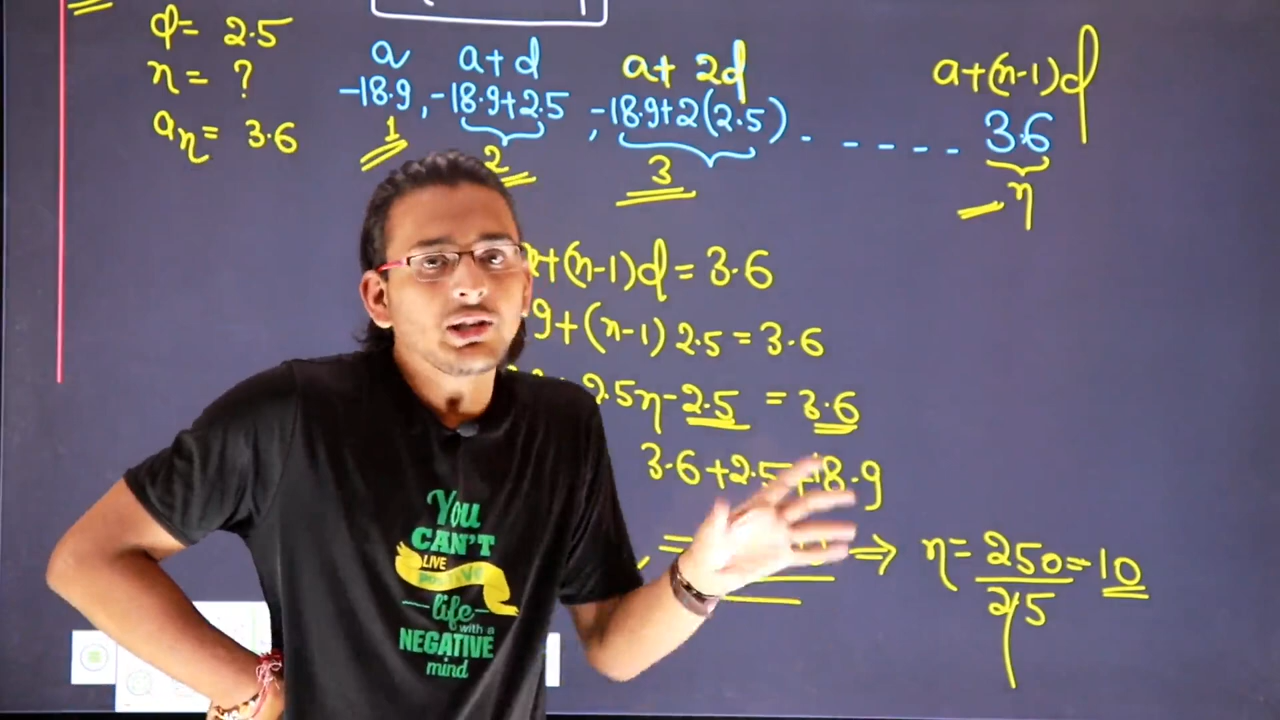 d = 2.5
n = ?
aₙ = 3.6
a a+d a+2d a+(n-1)d
-18.9, -18.9+2.5, -18.9+2(2.5) . - - - - 3.6
1 2 3 n
+(n-1)d = 3.6
9+(n-1) 2.5 = 3.6
2.5n - 2.5 = 3.6
3.6+2.5+18.9
= ⇒ n = 250/25 = 10
You
CAN'T
LIVE
POSITIVE
life
with a
NEGATIVE
mind